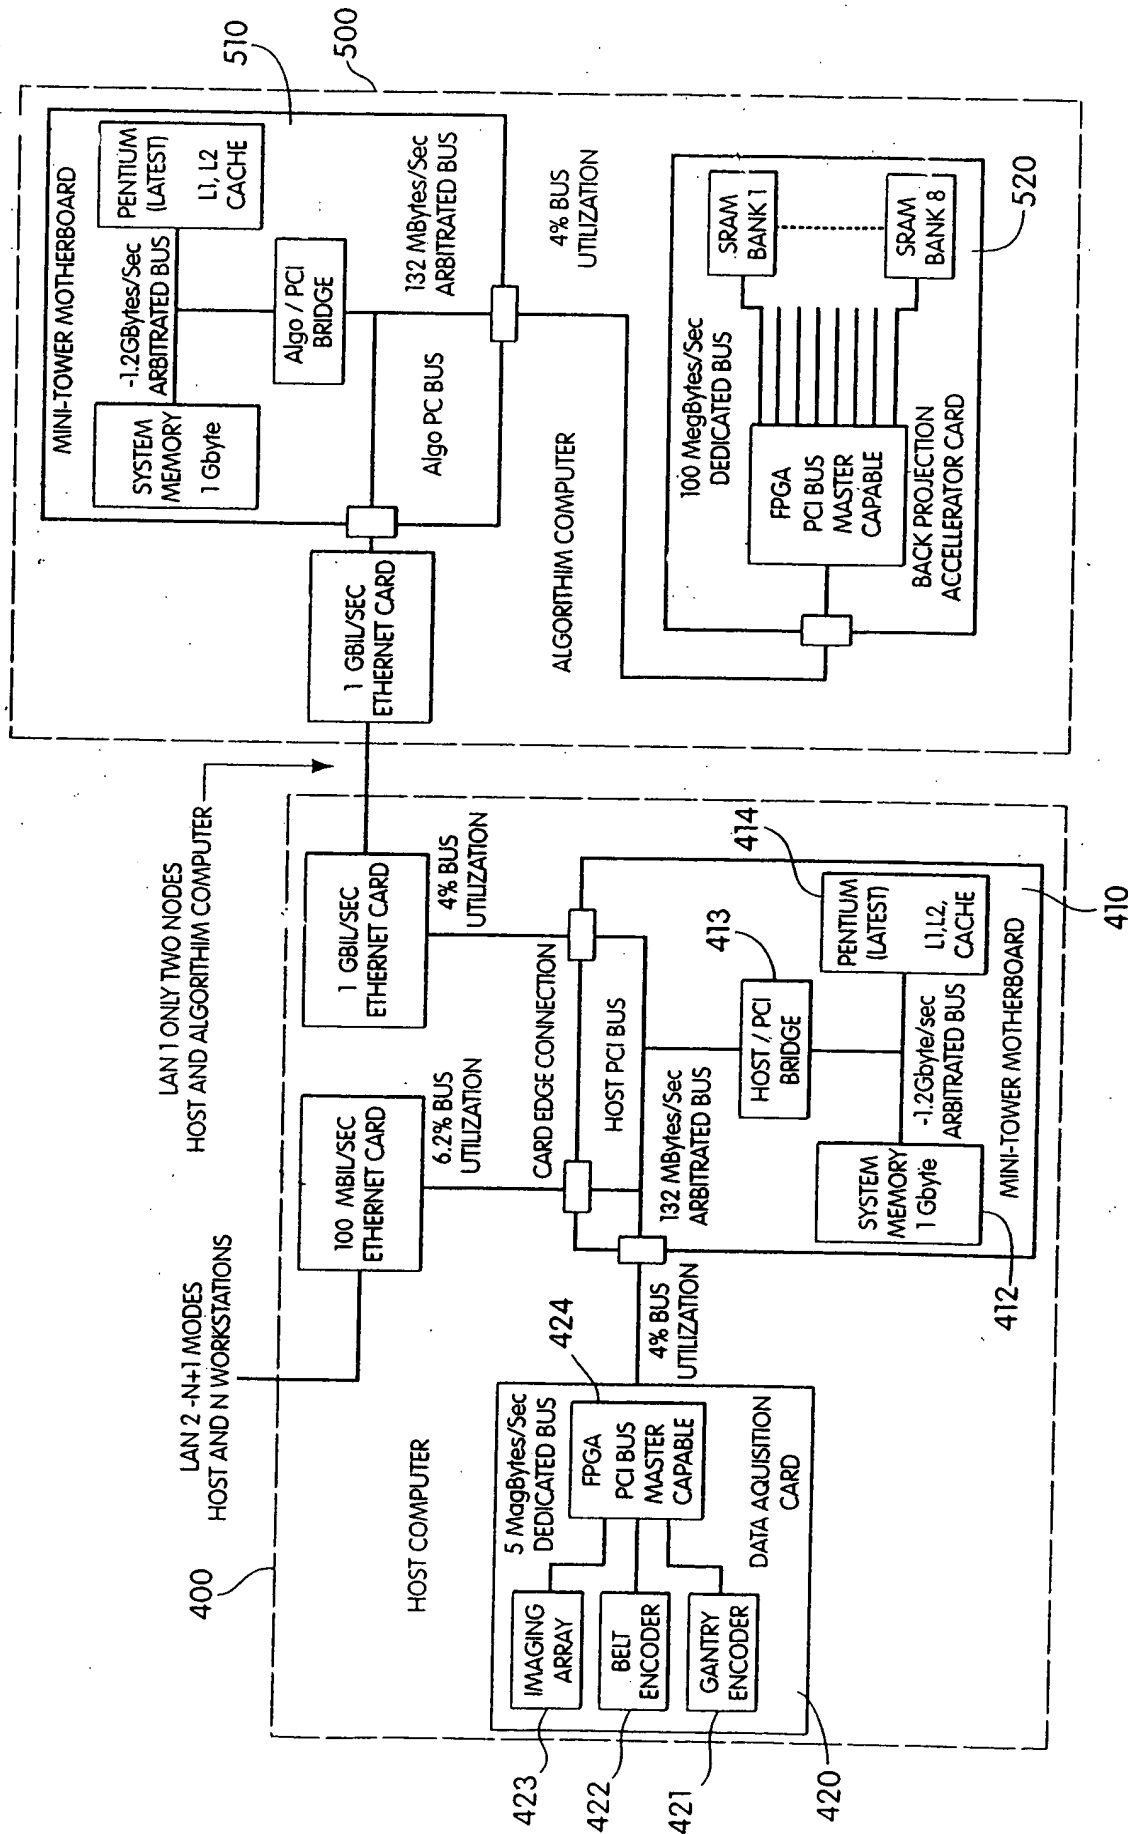 LAN 2 -N+1 MODES
HOST AND N WORKSTATIONS
LAN 1 ONLY TWO NODES
HOST AND ALGORITHIM COMPUTER
400
HOST COMPUTER
100 MBIL/SEC
ETHERNET CARD
6.2% BUS
UTILIZATION
1 GBIL/SEC
ETHERNET CARD
4% BUS
UTILIZATION
CARD EDGE CONNECTION
HOST PCI BUS
132 MBytes/Sec
ARBITRATED BUS
HOST / PCI
BRIDGE
413
414
PENTIUM
(LATEST)
L1,L2,
CACHE
-1.2Gbyte/sec
ARBITRATED BUS
SYSTEM
MEMORY
1 Gbyte
412
MINI-TOWER MOTHERBOARD
410
4% BUS
UTILIZATION
424
5 MagBytes/Sec
DEDICATED BUS
FPGA
PCI BUS
MASTER
CAPABLE
IMAGING
ARRAY
BELT
ENCODER
GANTRY
ENCODER
DATA AQUISITION
CARD
423
422
421
420
1 GBIL/SEC
ETHERNET CARD
500
510
MINI-TOWER MOTHERBOARD
SYSTEM
MEMORY
1 Gbyte
-1.2GBytes/Sec
ARBITRATED BUS
PENTIUM
(LATEST)
L1, L2
CACHE
Algo / PCI
BRIDGE
Algo PC BUS
132 MBytes/Sec
ARBITRATED BUS
ALGORITHIM COMPUTER
4% BUS
UTILIZATION
100 MegBytes/Sec
DEDICATED BUS
FPGA
PCI BUS
MASTER
CAPABLE
SRAM
BANK 1
SRAM
BANK 8
BACK PROJECTION
ACCELLERATOR CARD
520